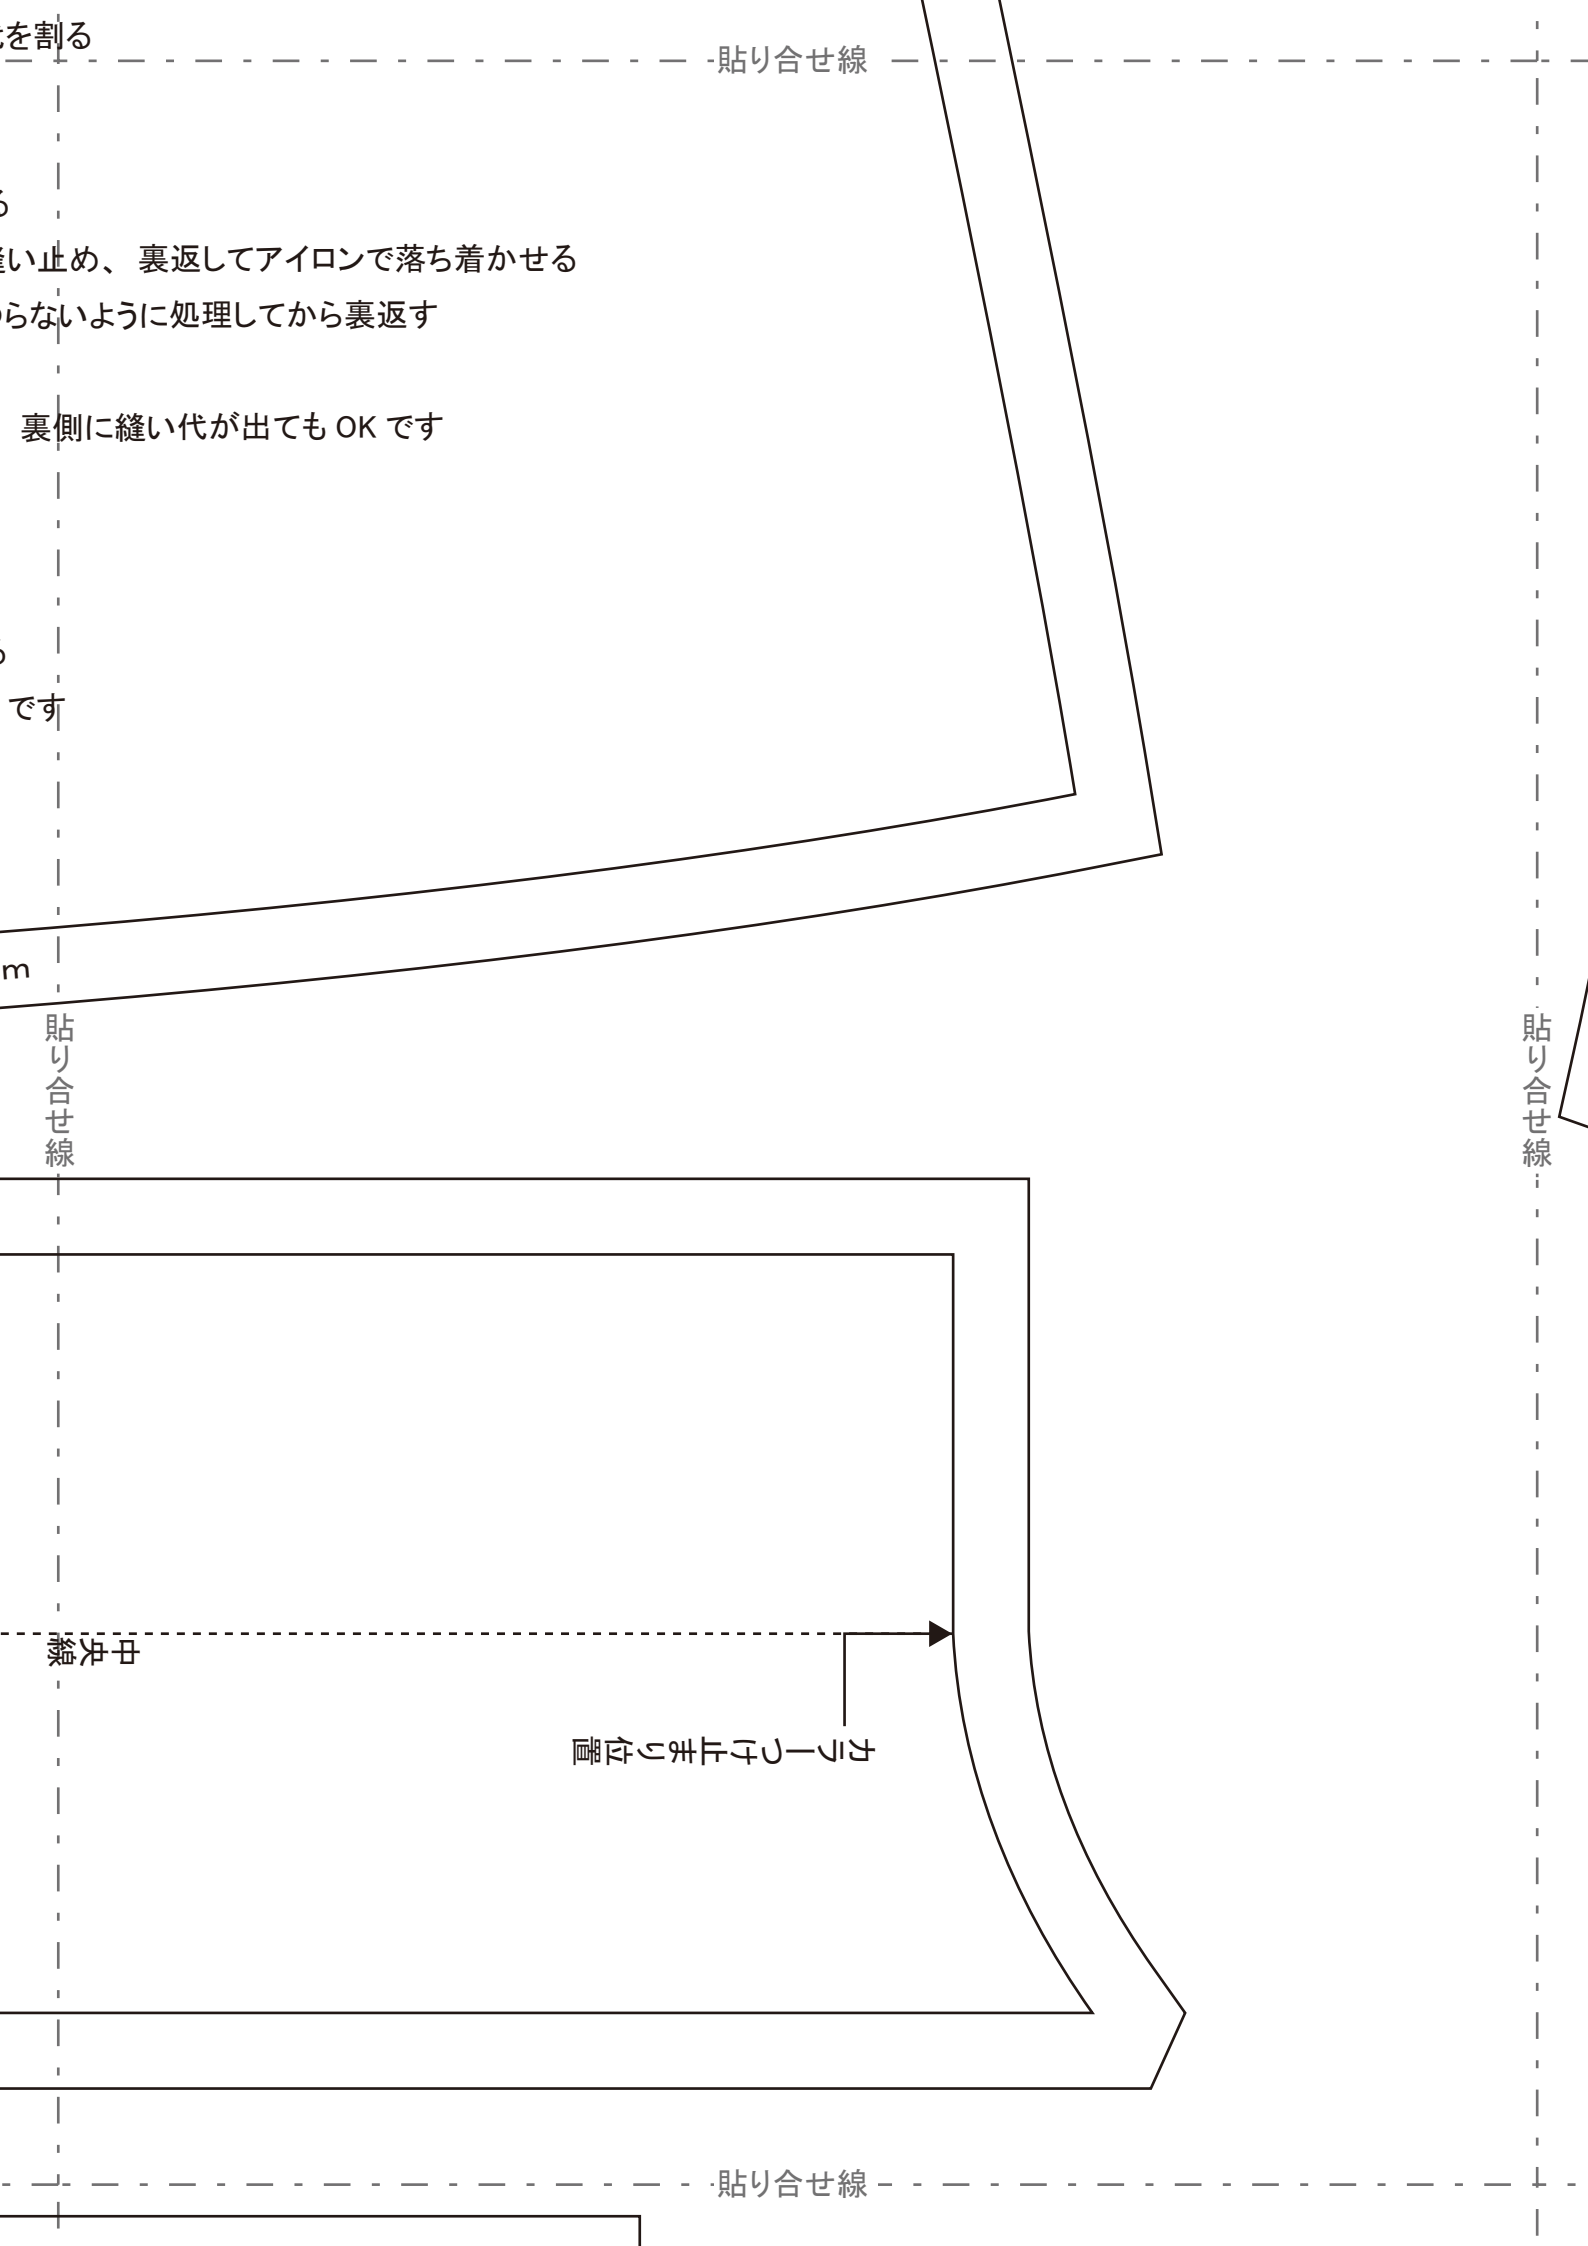 を割る
貼り合せ線
る
い止め、 裏返してアイロンで落ち着かせる
らないように処理してから裏返す
裏側に縫い代が出ても OK です
る
です
m
貼り合せ線
貼り合せ線
中央線
カラーつけ止まり位置
貼り合せ線